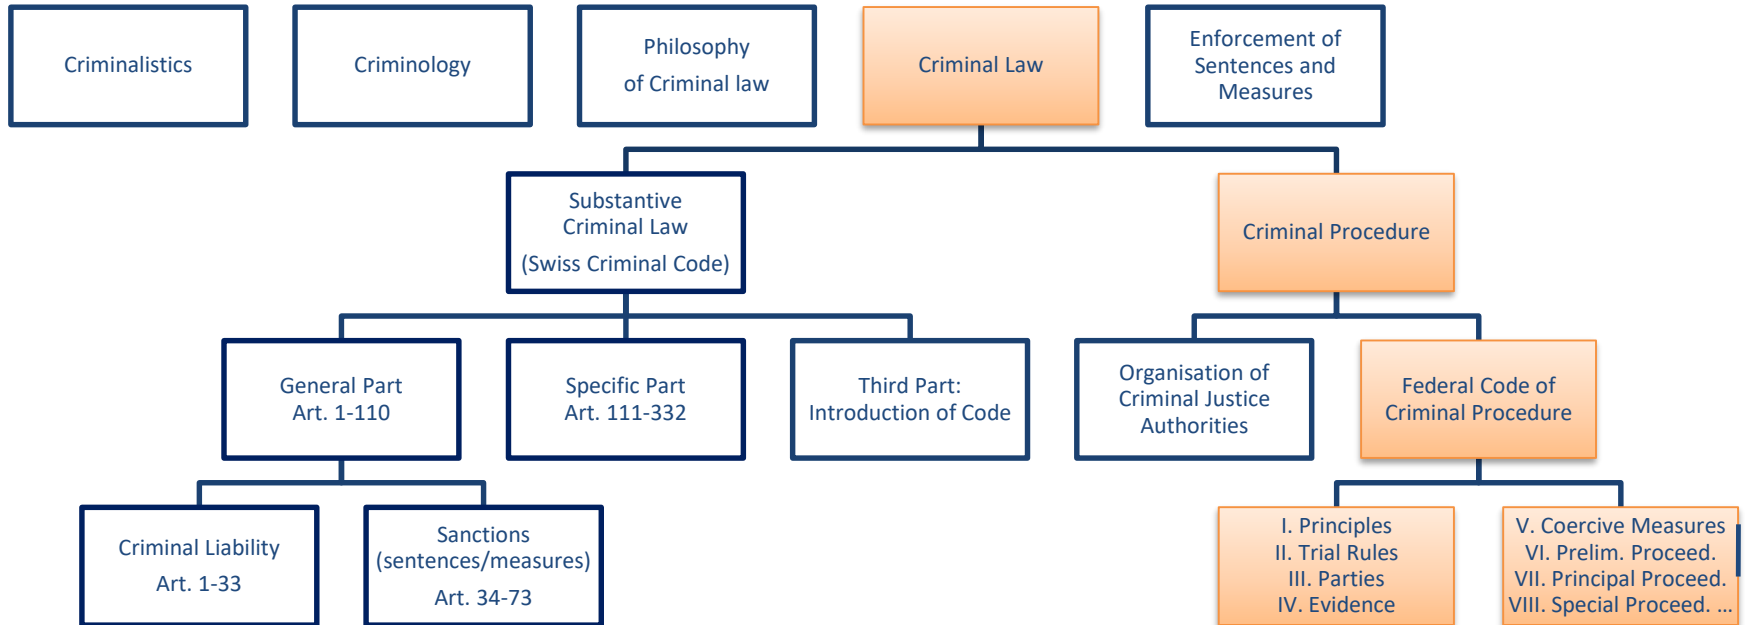 Criminalistics
Criminology
Philosophy
of Criminal law
Criminal Law
Enforcement of
Sentences and
Measures
Substantive
Criminal Law
(Swiss Criminal Code)
Criminal Procedure
General Part
Art. 1-110
Specific Part
Art. 111-332
Third Part:
Introduction of Code
Organisation of
Criminal Justice
Authorities
Federal Code of
Criminal Procedure
Criminal Liability
Art. 1-33
Sanctions
(sentences/measures)
Art. 34-73
I. Principles
II. Trial Rules
III. Parties
IV. Evidence
V. Coercive Measures
VI. Prelim. Proceed.
VII. Principal Proceed.
VIII. Special Proceed. ...